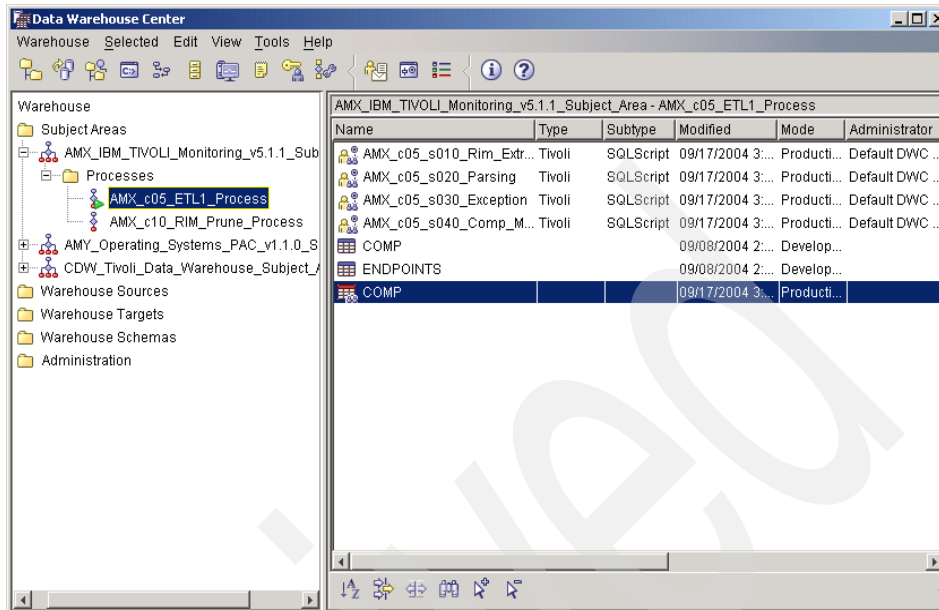 Data Warehouse Center
Warehouse Selected Edit View Tools Help
Warehouse
Subject Areas
AMX_IBM_TIVOLI_Monitoring_v5.1.1_Sub
Processes
AMX_c05_ETL1_Process
AMX_c10_RIM_Prune_Process
AMY_Operating_Systems_PAC_v1.1.0_S
CDW_Tivoli_Data_Warehouse_Subject_A
Warehouse Sources
Warehouse Targets
Warehouse Schemas
Administration
AMX_IBM_TIVOLI_Monitoring_v5.1.1_Subject_Area - AMX_c05_ETL1_Process
Name Type Subtype Modified Mode Administrator
AMX_c05_s010_Rim_Extr... Tivoli SQLScript 09/17/2004 3:... Producti... Default DWC ...
AMX_c05_s020_Parsing Tivoli SQLScript 09/17/2004 3:... Producti... Default DWC ...
AMX_c05_s030_Exception Tivoli SQLScript 09/17/2004 3:... Producti... Default DWC ...
AMX_c05_s040_Comp_M... Tivoli SQLScript 09/17/2004 3:... Producti... Default DWC ...
COMP 09/08/2004 2:... Develop...
ENDPOINTS 09/08/2004 2:... Develop...
COMP 09/17/2004 3:... Producti...